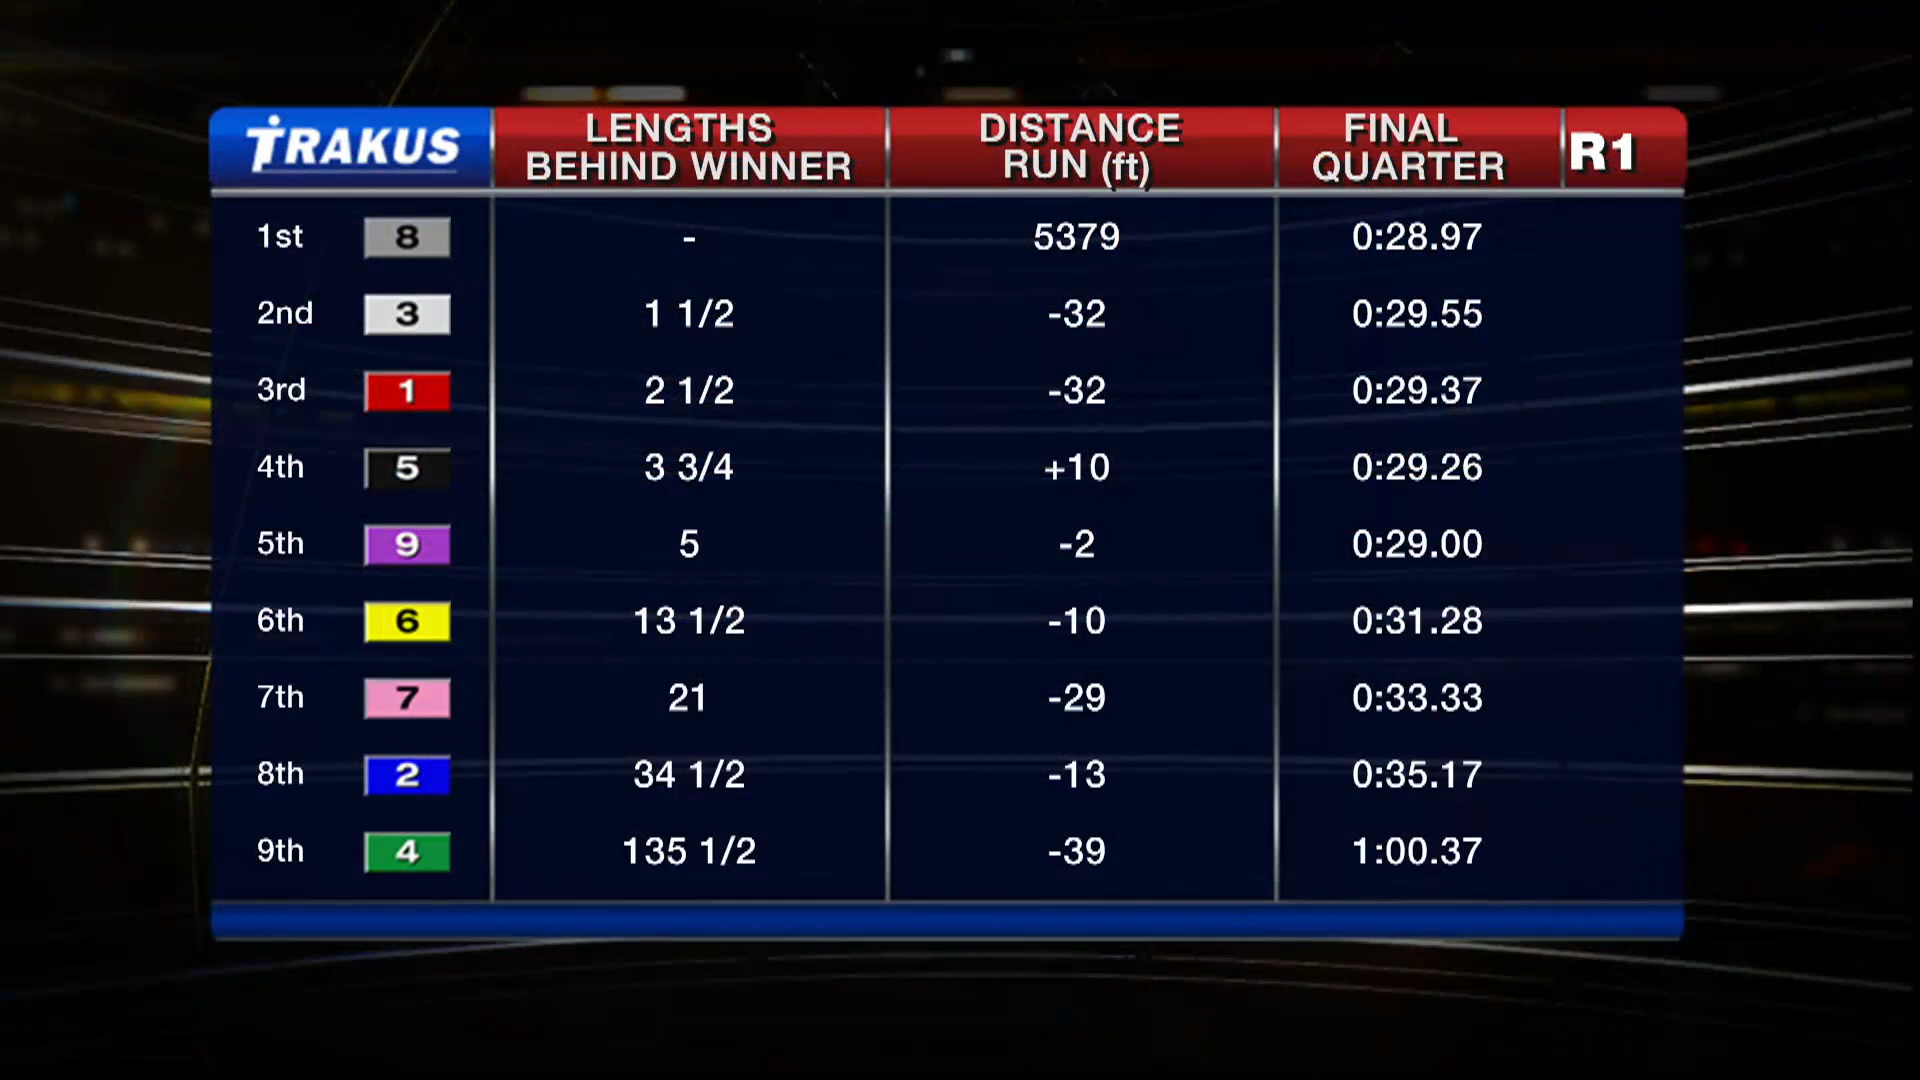 TRAKUS LENGTHS BEHIND WINNER DISTANCE RUN (ft) FINAL QUARTER R1
1st 8 - 5379 0:28.97
2nd 3 1 1/2 -32 0:29.55
3rd 1 2 1/2 -32 0:29.37
4th 5 3 3/4 +10 0:29.26
5th 9 5 -2 0:29.00
6th 6 13 1/2 -10 0:31.28
7th 7 21 -29 0:33.33
8th 2 34 1/2 -13 0:35.17
9th 4 135 1/2 -39 1:00.37